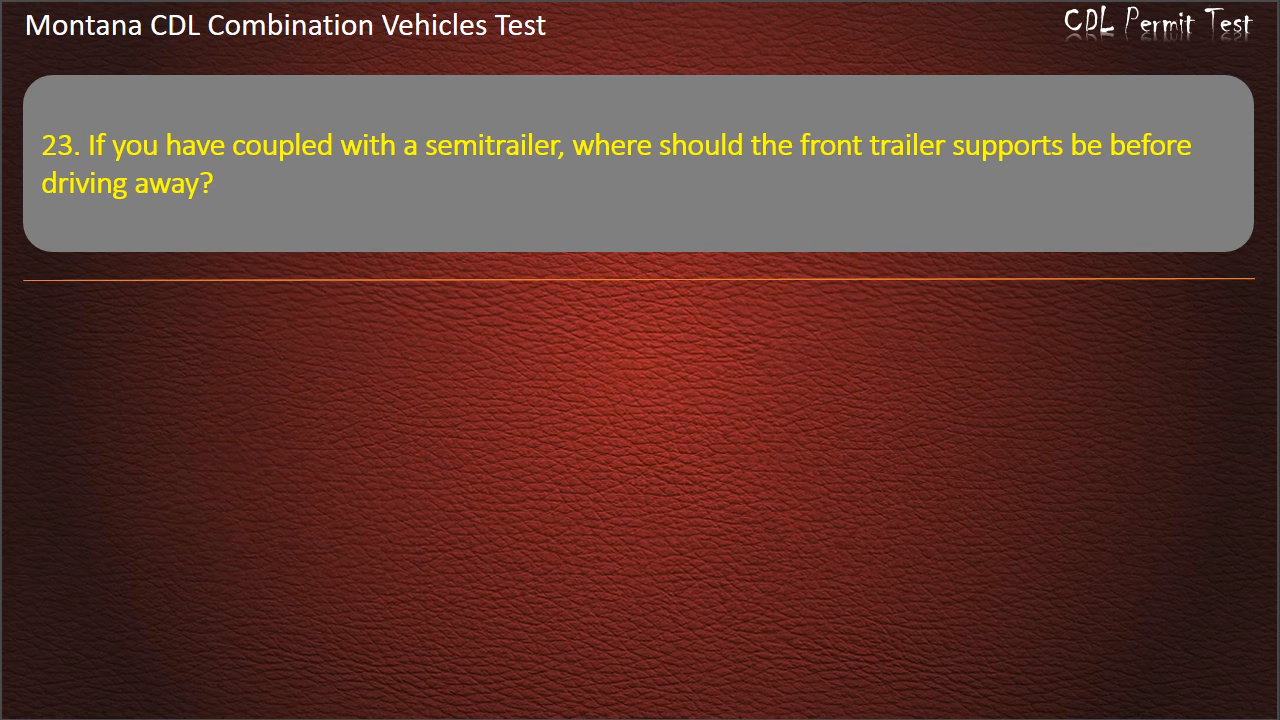 Montana CDL Combination Vehicles Test
CDL Permit Test
23. If you have coupled with a semitrailer, where should the front trailer supports be before
driving away?